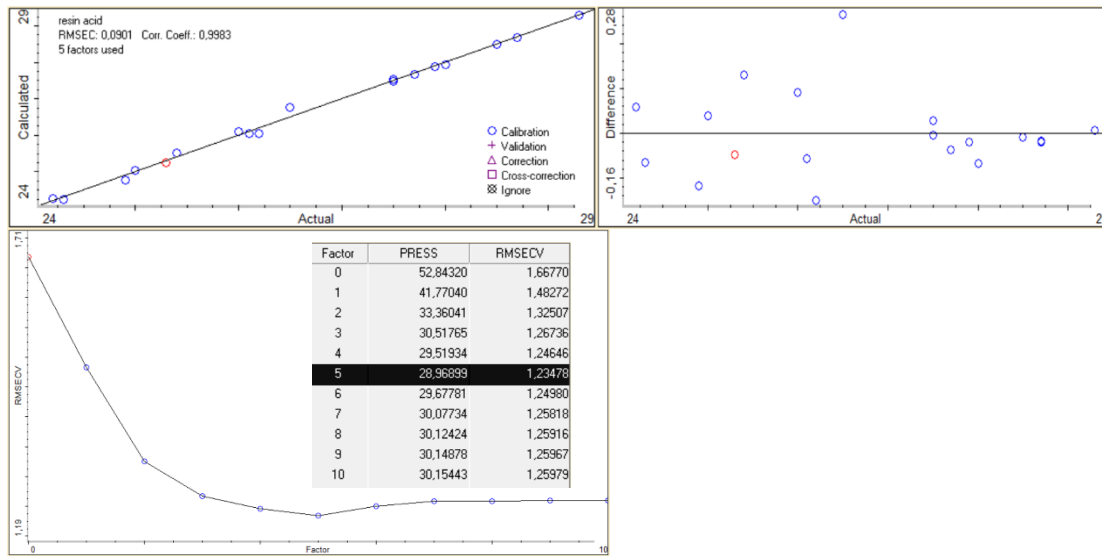 29
resin acid
RMSEC: 0,0901 Corr. Coeff.: 0,9983
5 factors used
Calculated
Calibration
Validation
Correction
Cross-correction
Ignore
24
24
Actual
29
0,28
Difference
-0,16
24
Actual
2
1,71
RMSECV
1,19
0
Factor
10
Factor PRESS RMSECV
0 52,84320 1,66770
1 41,77040 1,48272
2 33,36041 1,32507
3 30,51765 1,26736
4 29,51934 1,24646
5 28,96899 1,23478
6 29,67781 1,24980
7 30,07734 1,25818
8 30,12424 1,25916
9 30,14878 1,25967
10 30,15443 1,25979